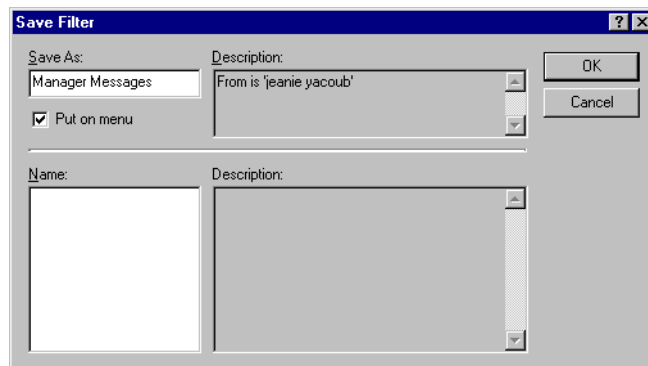 Save Filter
Save As:
Description:
OK
Manager Messages
From is 'jeanie yacoub'
Cancel
Put on menu
Name:
Description: